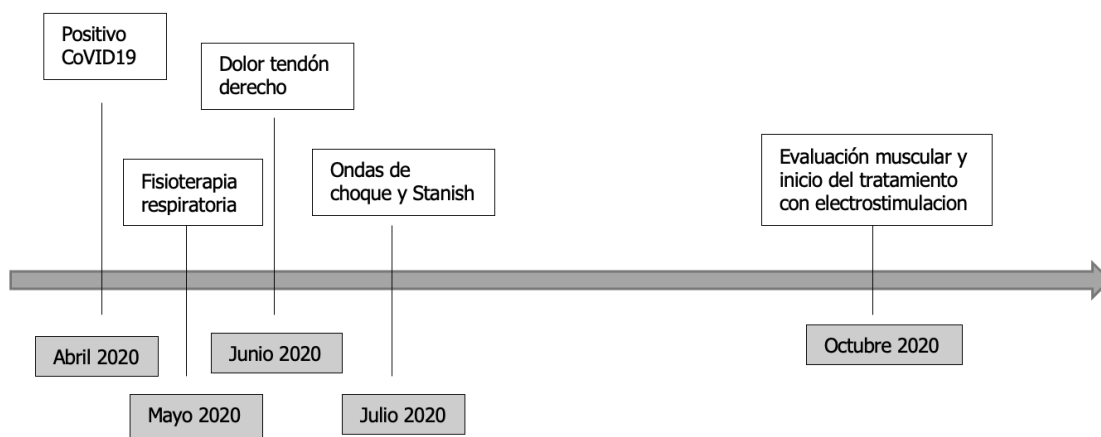 Positivo
CoVID19
Dolor tendón
derecho
Fisioterapia
respiratoria
Ondas de
choque y Stanish
Evaluación muscular y
inicio del tratamiento
con electrostimulacion
Abril 2020
Mayo 2020
Junio 2020
Julio 2020
Octubre 2020